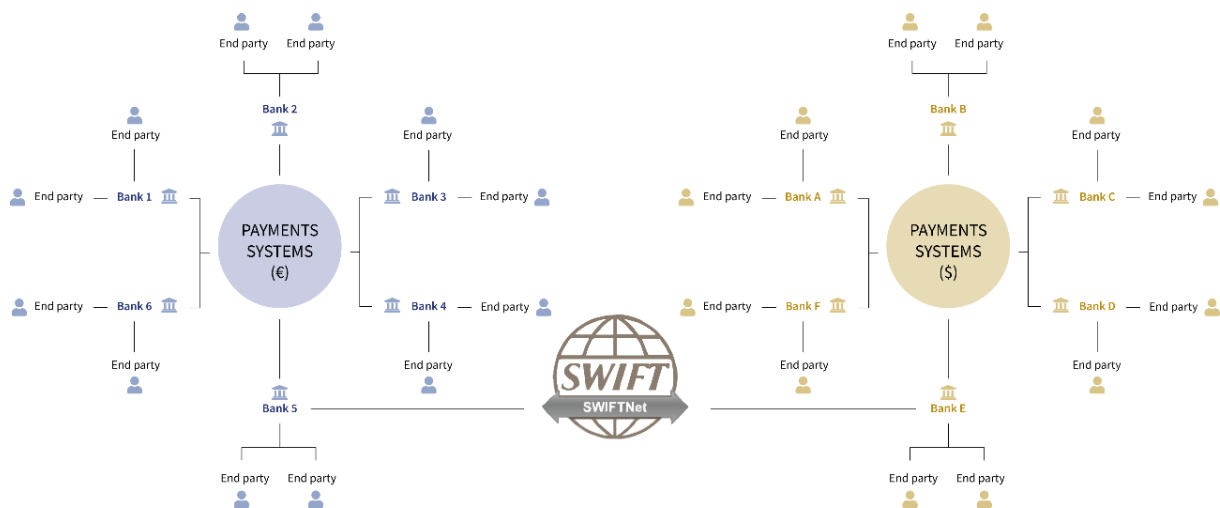 End party
End party
Bank 2
End party
End party
End party
Bank 1
Bank 3
End party
PAYMENTS
SYSTEMS
(€)
End party
Bank 6
Bank 4
End party
End party
End party
Bank 5
End party
End party
SWIFT
SWIFTNet
End party
End party
Bank B
End party
End party
End party
Bank A
Bank C
End party
PAYMENTS
SYSTEMS
($)
End party
Bank F
Bank D
End party
End party
End party
Bank E
End party
End party